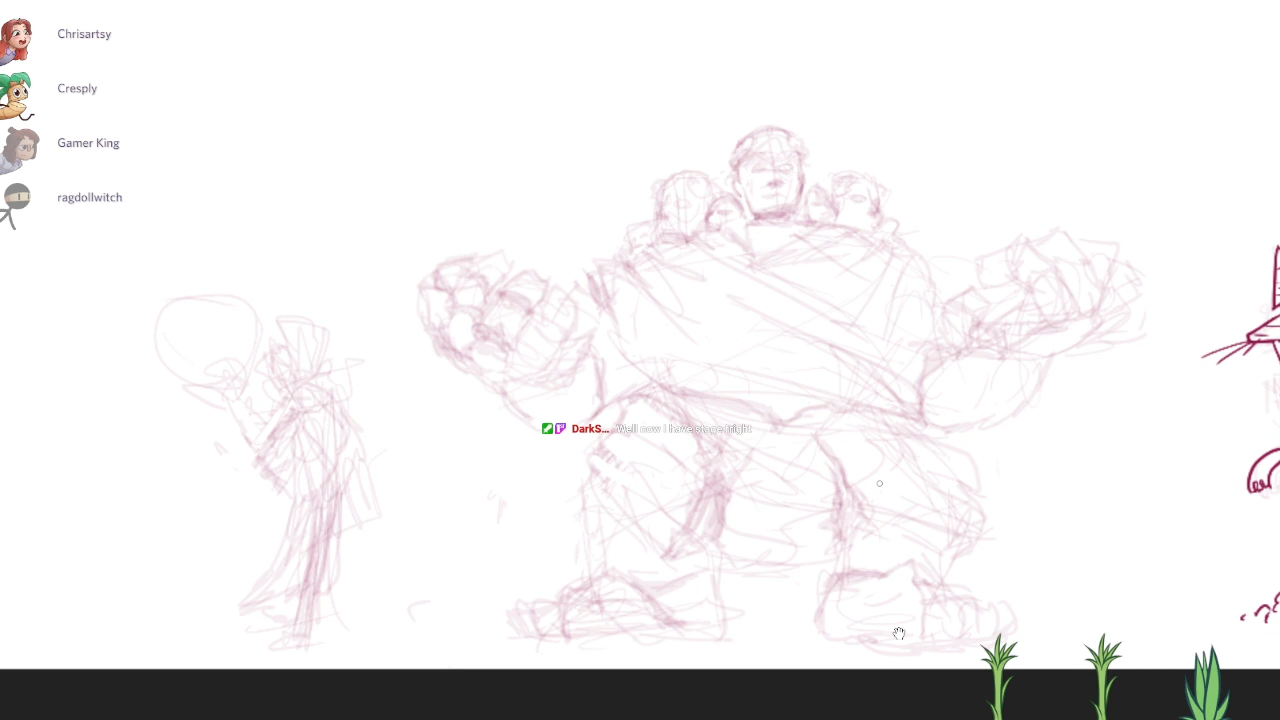 Chrisartsy
Cresply
Gamer King
ragdollwitch
DarkS... Well now I have stage fright